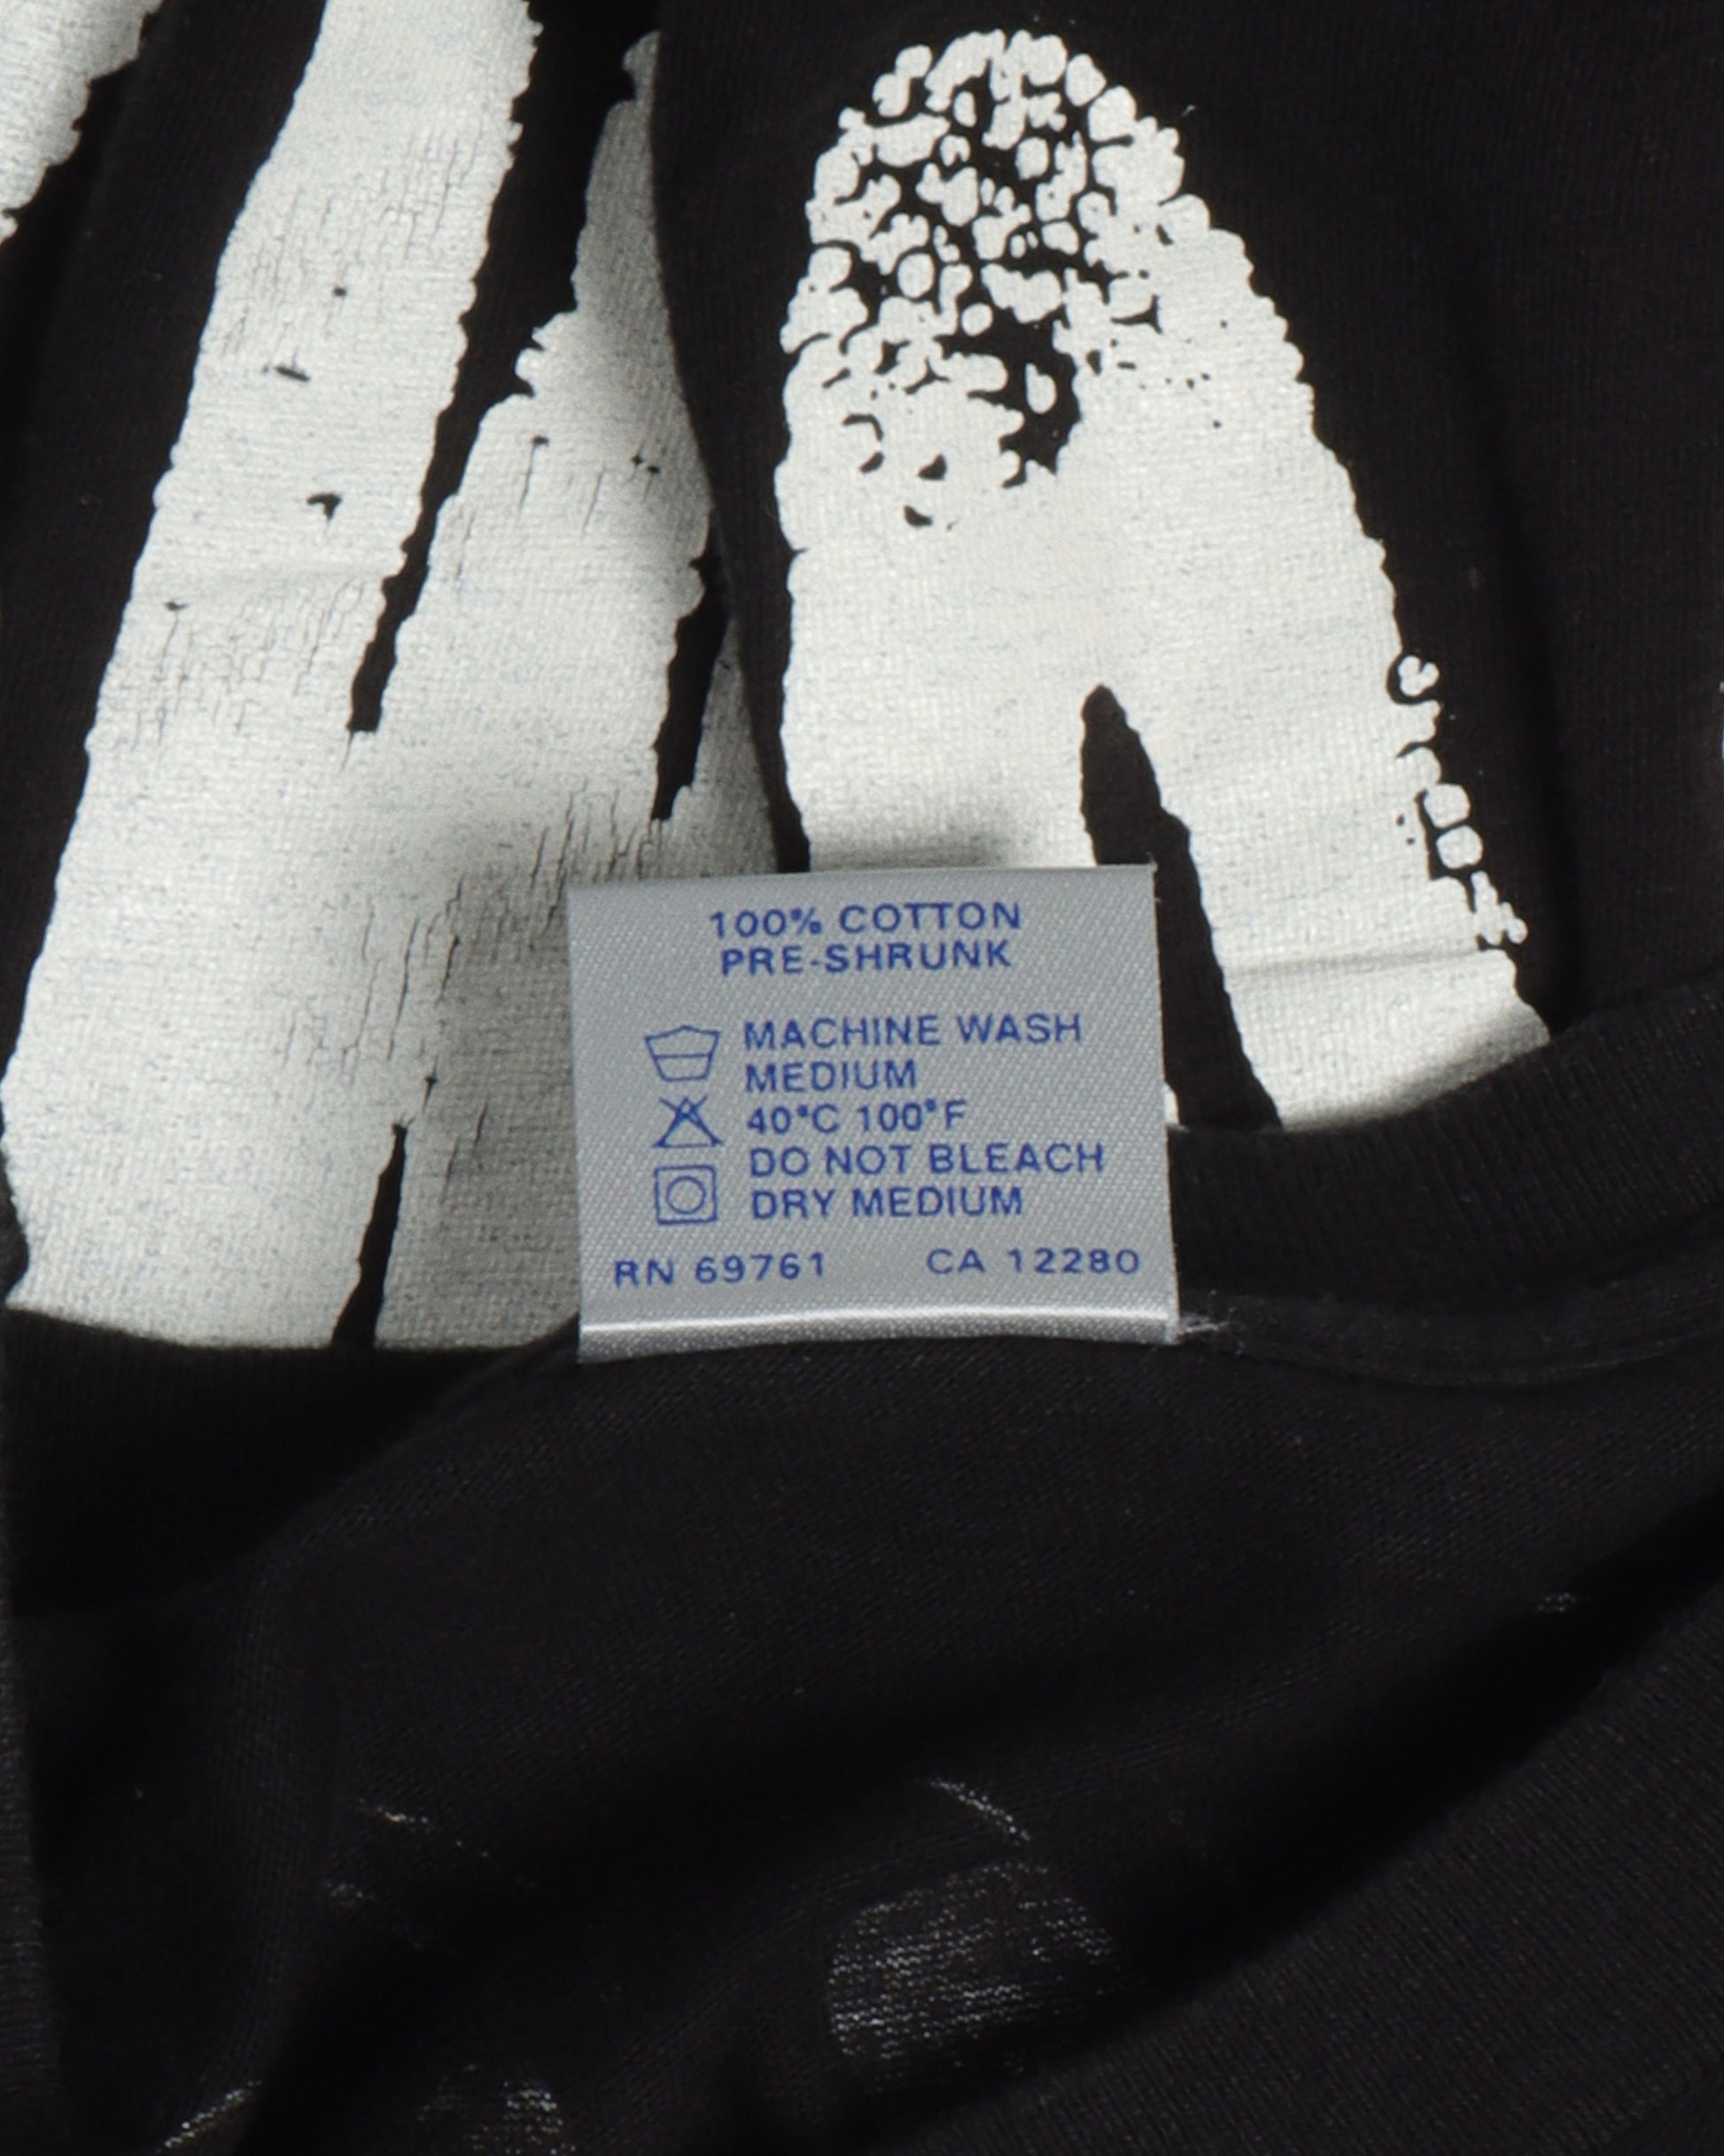 100% COTTON
PRE-SHRUNK
MACHINE WASH
MEDIUM
40°C 100°F
DO NOT BLEACH
DRY MEDIUM
RN 69761 CA 12280